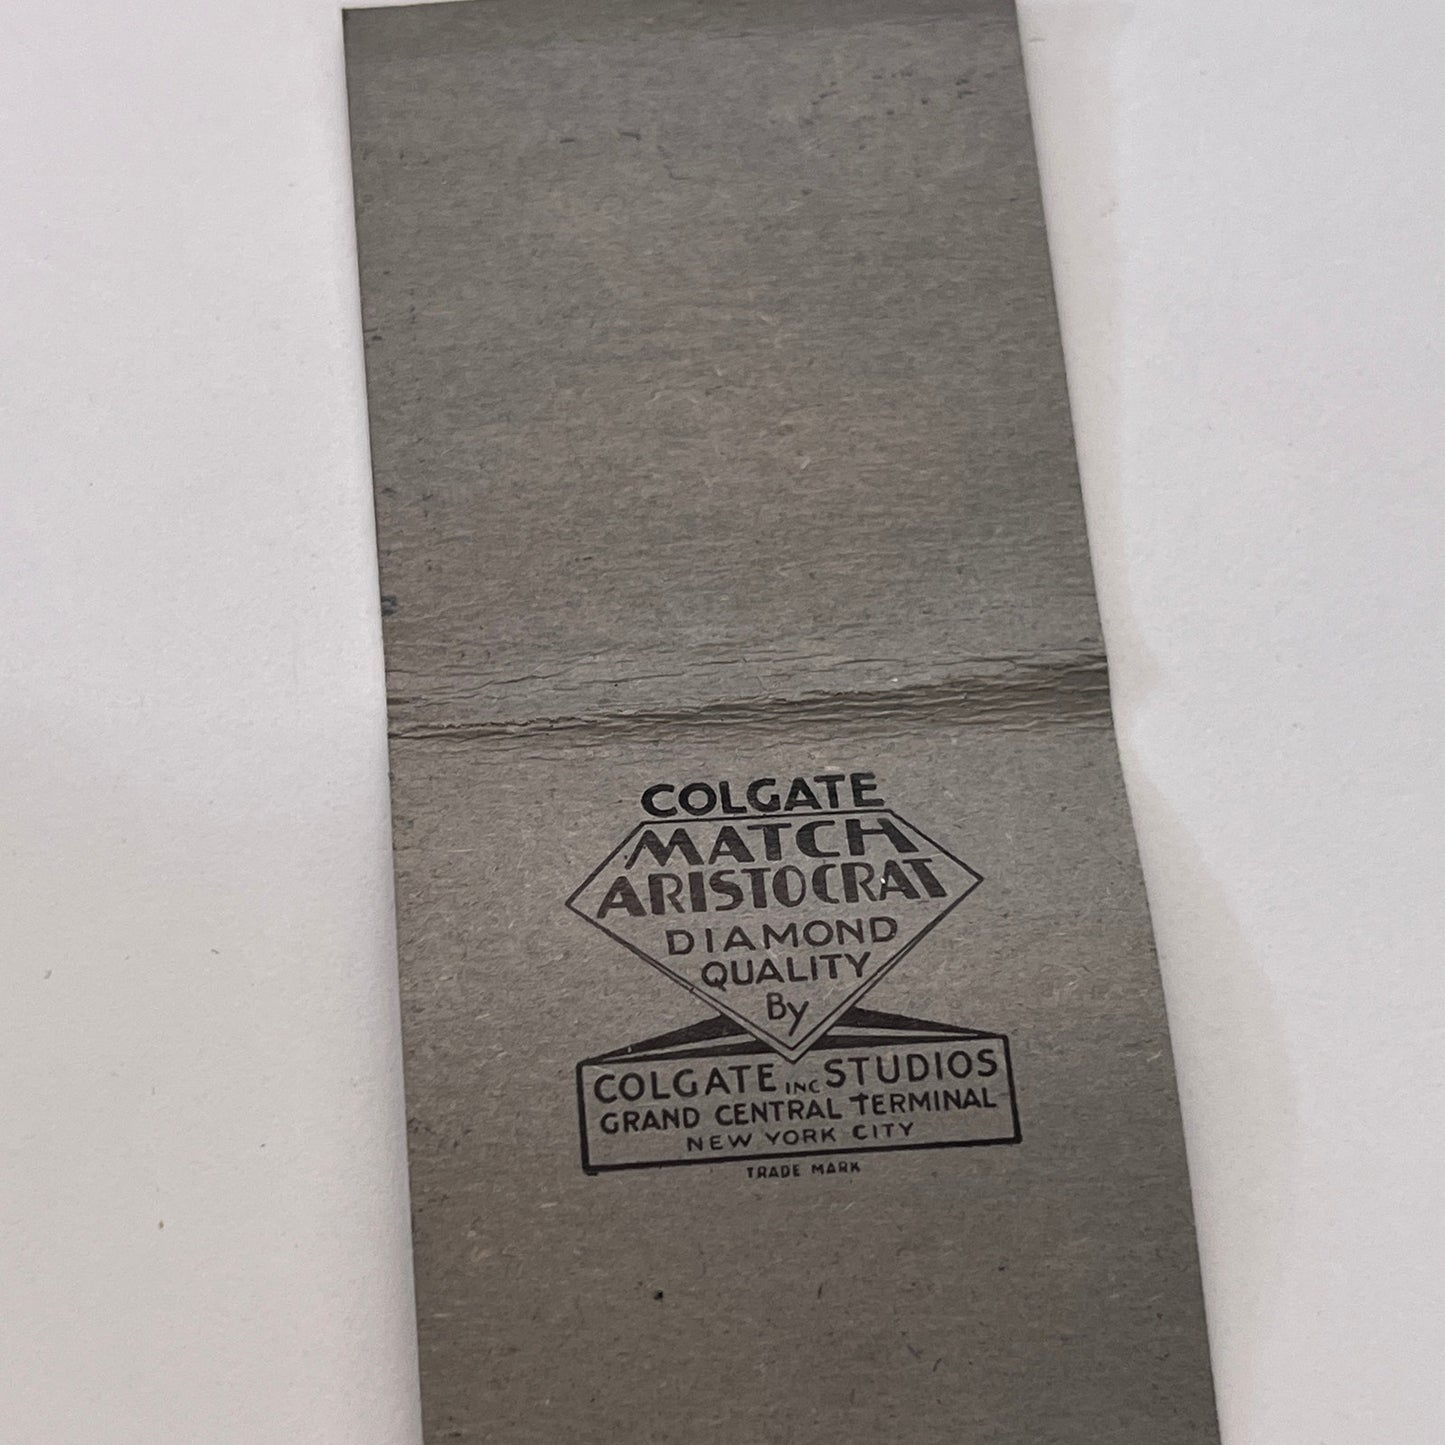 COLGATE
MATCH
ARISTOCRAT
DIAMOND
QUALITY
By
COLGATE INC STUDIOS
GRAND CENTRAL TERMINAL
NEW YORK CITY
TRADE MARK